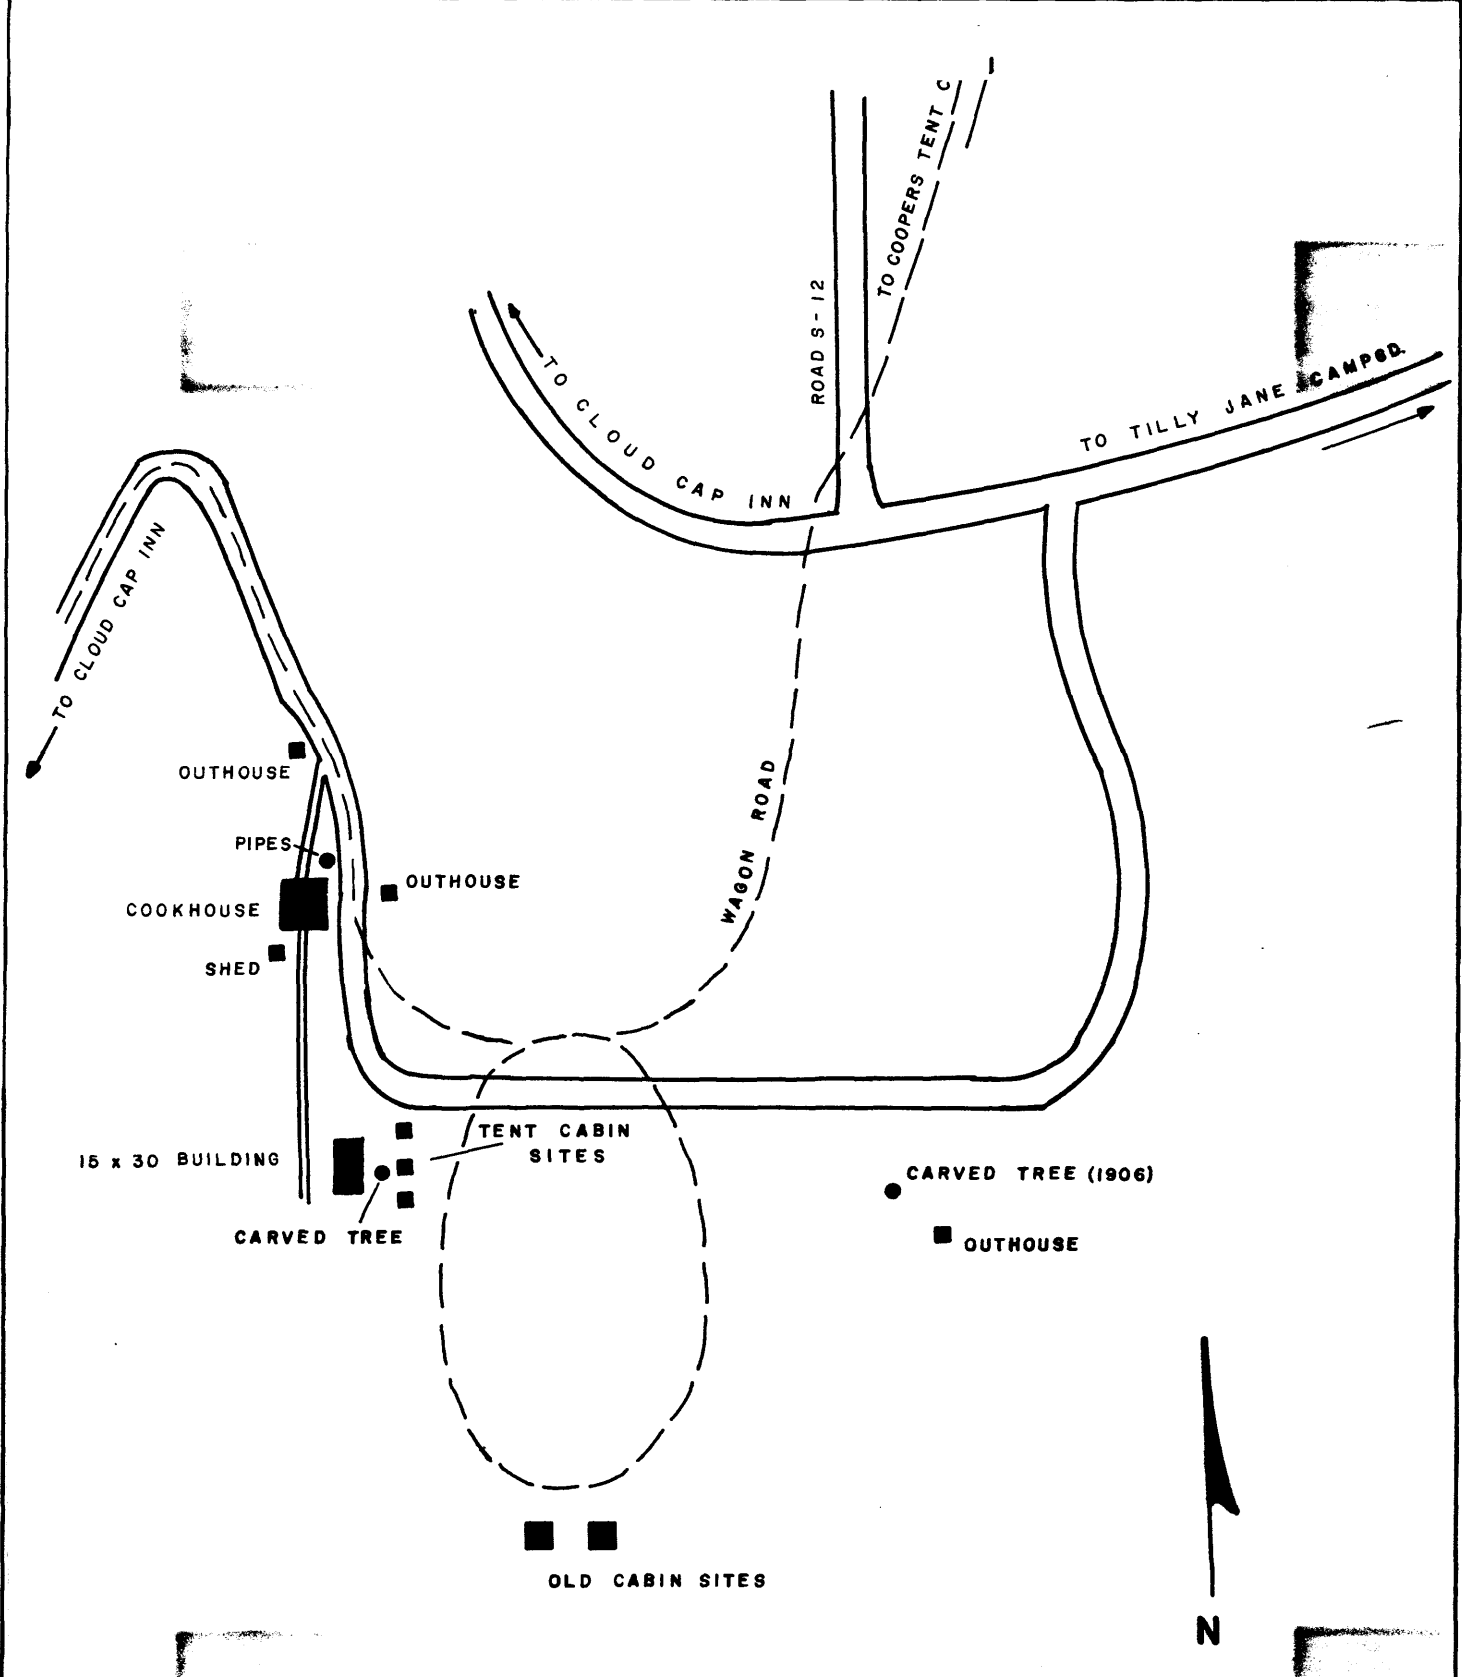 TO COOPERS TENT C
ROAD S-12
TO CLOUD CAP INN
TO TILLY JANE CAMPGD.
TO CLOUD CAP INN
OUTHOUSE
WAGON ROAD
PIPES
OUTHOUSE
COOKHOUSE
SHED
TENT CABIN
SITES
15 x 30 BUILDING
CARVED TREE (1906)
CARVED TREE
OUTHOUSE
OLD CABIN SITES
N